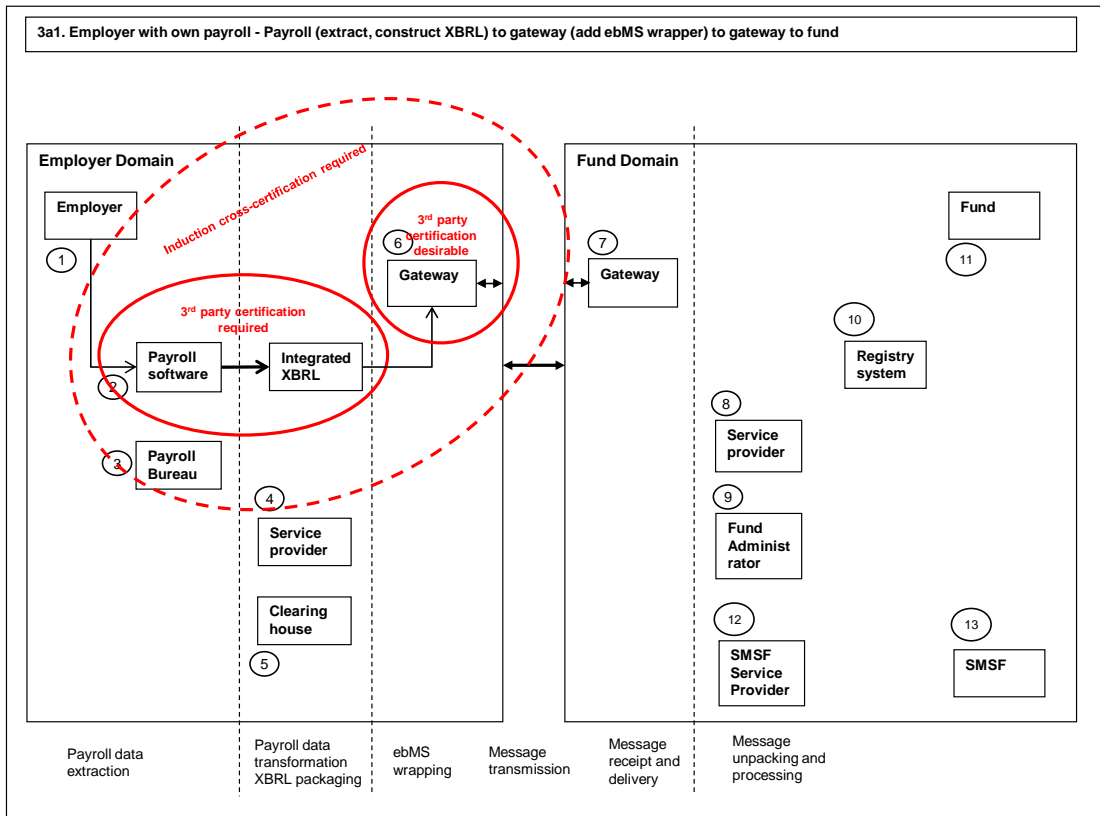 3a1. Employer with own payroll - Payroll (extract, construct XBRL) to gateway (add ebMS wrapper) to gateway to fund
Employer Domain
Fund Domain
Induction cross-certification required
Employer
1
3rd party
certification
desirable
6
Gateway
7
Gateway
Fund
11
3rd party certification
required
Payroll
software
2
Integrated
XBRL
10
Registry
system
Payroll
Bureau
3
8
Service
provider
4
Service
provider
9
Fund
Administ
rator
Clearing
house
5
12
SMSF
Service
Provider
13
SMSF
Payroll data
extraction
Payroll data
transformation
XBRL packaging
ebMS
wrapping
Message
transmission
Message
receipt and
delivery
Message
unpacking and
processing